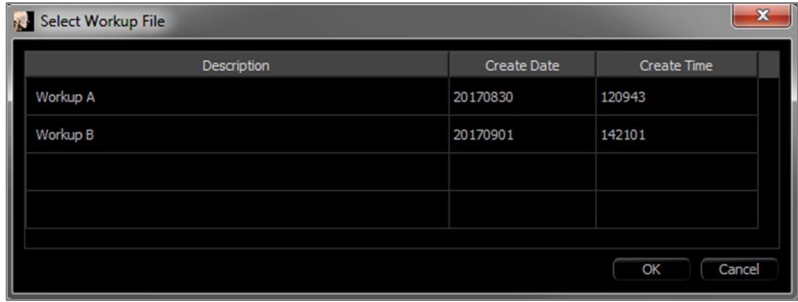 Select Workup File
Description Create Date Create Time
Workup A 20170830 120943
Workup B 20170901 142101
OK Cancel